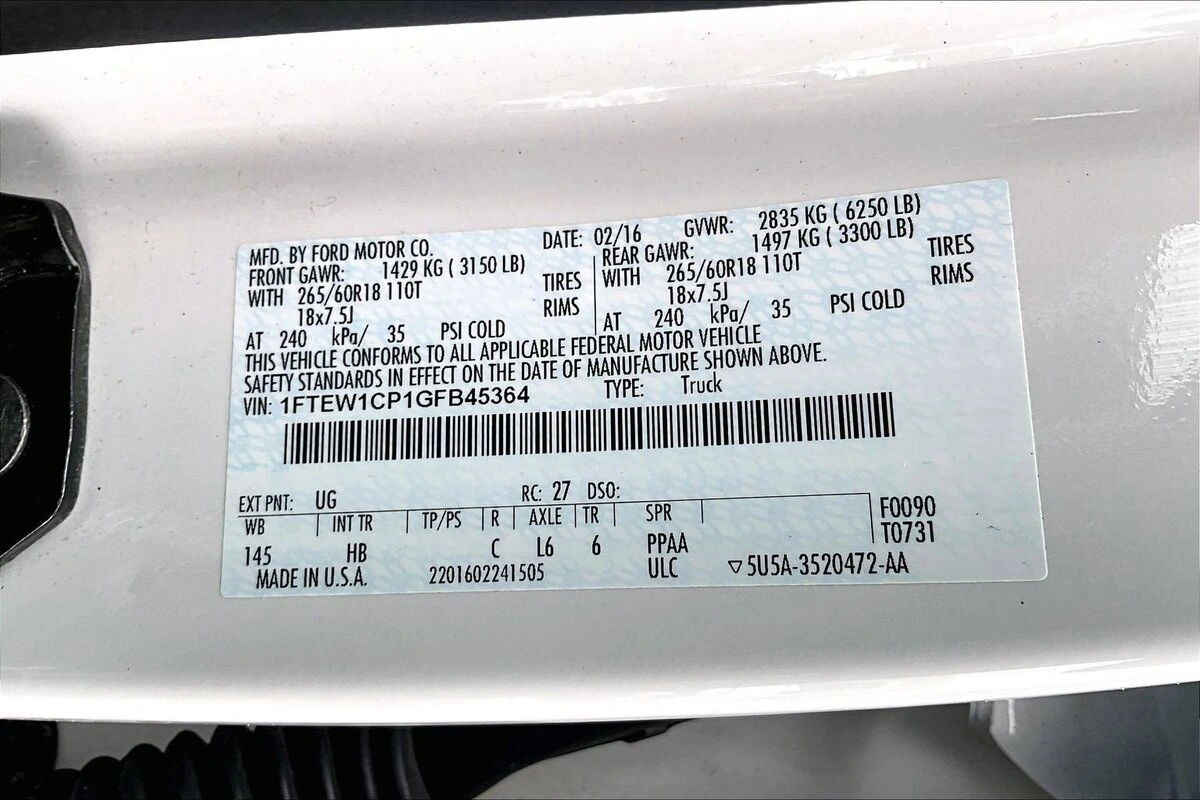 MFD. BY FORD MOTOR CO. DATE: 02/16 GVWR: 2835 KG ( 6250 LB)
FRONT GAWR: 1429 KG ( 3150 LB) REAR GAWR: 1497 KG ( 3300 LB)
WITH 265/60R18 110T TIRES WITH 265/60R18 110T TIRES
18x7.5J RIMS 18x7.5J RIMS
AT 240 kPa/ 35 PSI COLD AT 240 kPa/ 35 PSI COLD
THIS VEHICLE CONFORMS TO ALL APPLICABLE FEDERAL MOTOR VEHICLE
SAFETY STANDARDS IN EFFECT ON THE DATE OF MANUFACTURE SHOWN ABOVE.
VIN: 1FTEW1CP1GFB45364 TYPE: Truck
EXT PNT: UG RC: 27 DSO:
WB INT TR TP/PS R AXLE TR SPR F0090
T0731
145 HB C L6 6 PPAA
MADE IN U.S.A. 2201602241505 ULC ▽5U5A-3520472-AA